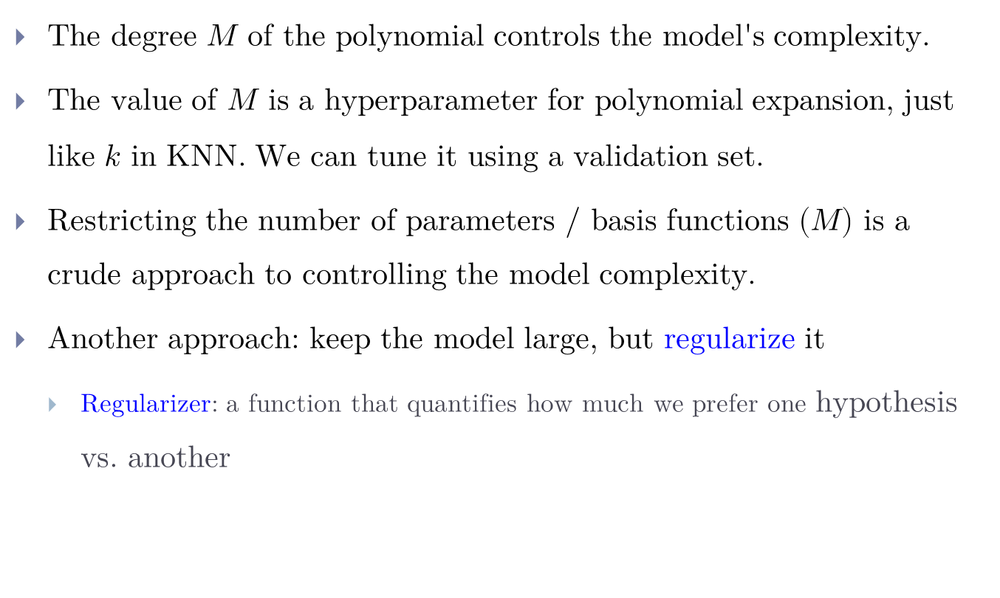 The degree M of the polynomial controls the model's complexity.
The value of M is a hyperparameter for polynomial expansion, just
like k in KNN. We can tune it using a validation set.
Restricting the number of parameters / basis functions (M) is a
crude approach to controlling the model complexity.
Another approach: keep the model large, but regularize it
Regularizer: a function that quantifies how much we prefer one hypothesis
vs. another